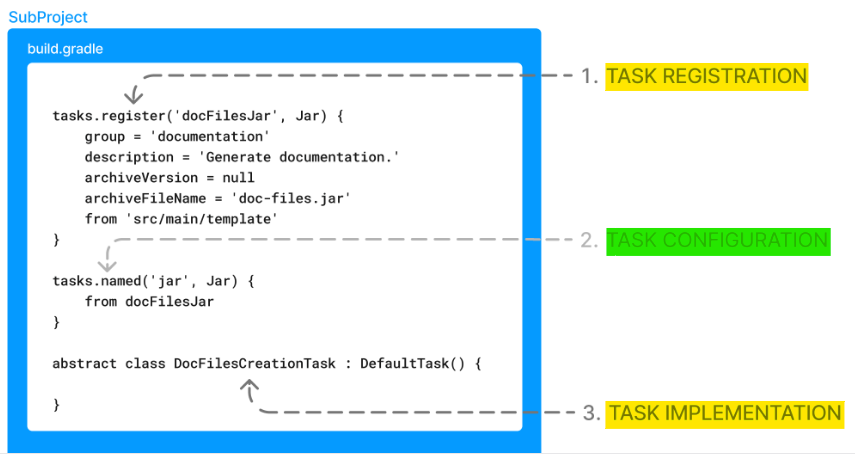 SubProject
build.gradle
1. TASK REGISTRATION
tasks.register('docFilesJar', Jar) {
    group = 'documentation'
    description = 'Generate documentation.'
    archiveVersion = null
    archiveFileName = 'doc-files.jar'
    from 'src/main/template'
}
2. TASK CONFIGURATION
tasks.named('jar', Jar) {
    from docFilesJar
}
abstract class DocFilesCreationTask : DefaultTask() {
}
3. TASK IMPLEMENTATION